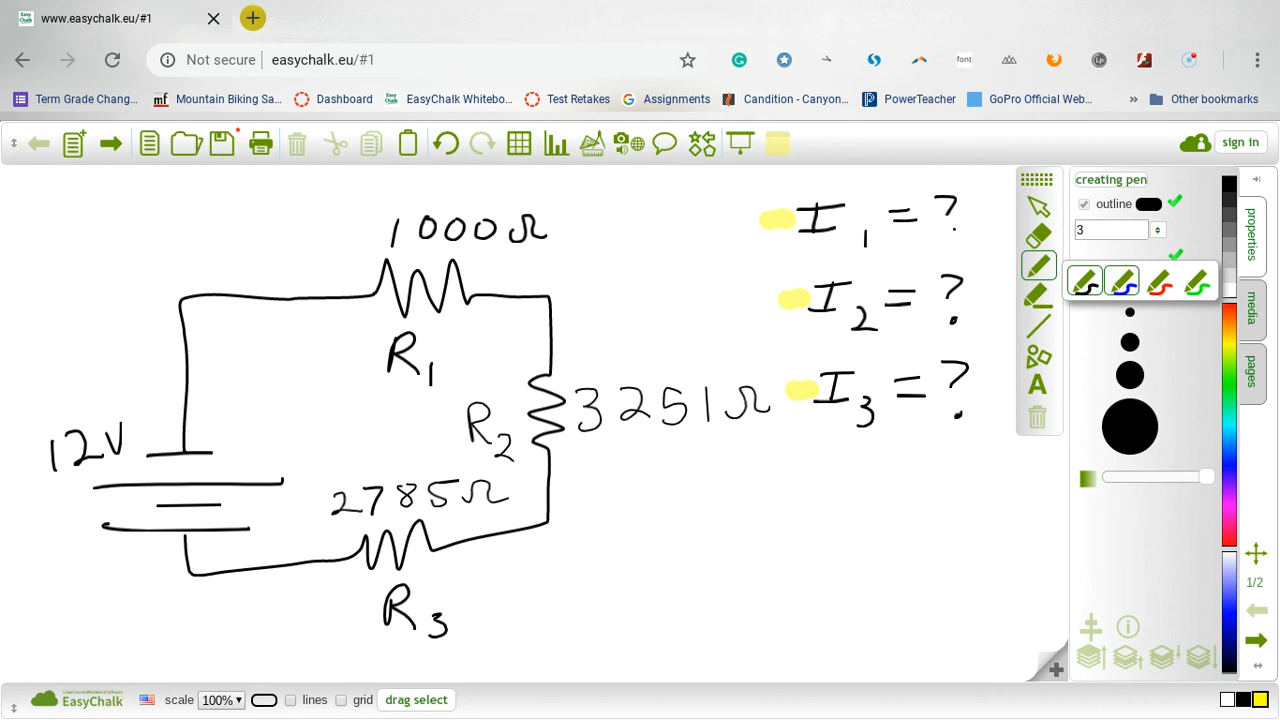 www.easychalk.eu/#1
Not secure easychalk.eu/#1
font
Lp
Term Grade Chang...
mf Mountain Biking Sa...
Dashboard
EasyChalk Whitebo...
Test Retakes
Assignments
Candition - Canyon...
PowerTeacher
GoPro Official Web...
» Other bookmarks
sign in
creating pen
outline
3
properties
media
pages
A
1/2
1000Ω
R1
12V
R2
3251Ω
2785Ω
R3
I1 = ?
I2 = ?
I3 = ?
EasyChalk
scale 100% lines grid drag select